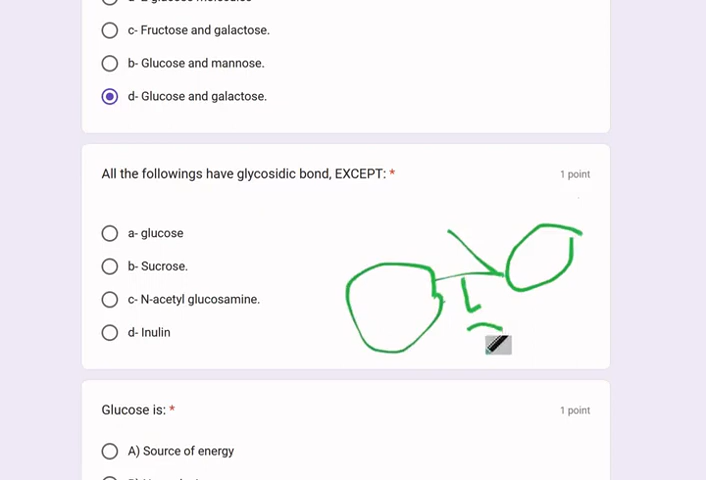 c- Fructose and galactose.
b- Glucose and mannose.
d- Glucose and galactose.
All the followings have glycosidic bond, EXCEPT: *
1 point
a- glucose
b- Sucrose.
c- N-acetyl glucosamine.
d- Inulin
Glucose is: *
1 point
A) Source of energy